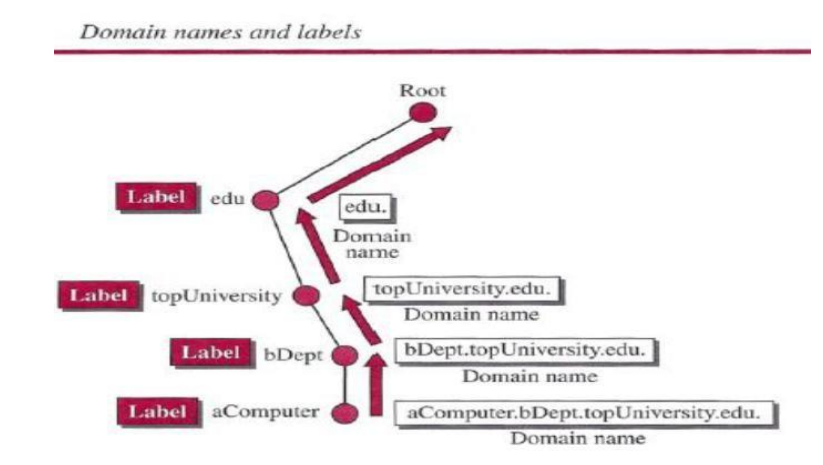 Domain names and labels
Root
Label edu
edu.
Domain
name
Label topUniversity
topUniversity.edu.
Domain name
Label bDept
bDept.topUniversity.edu.
Domain name
Label aComputer
aComputer.bDept.topUniversity.edu.
Domain name